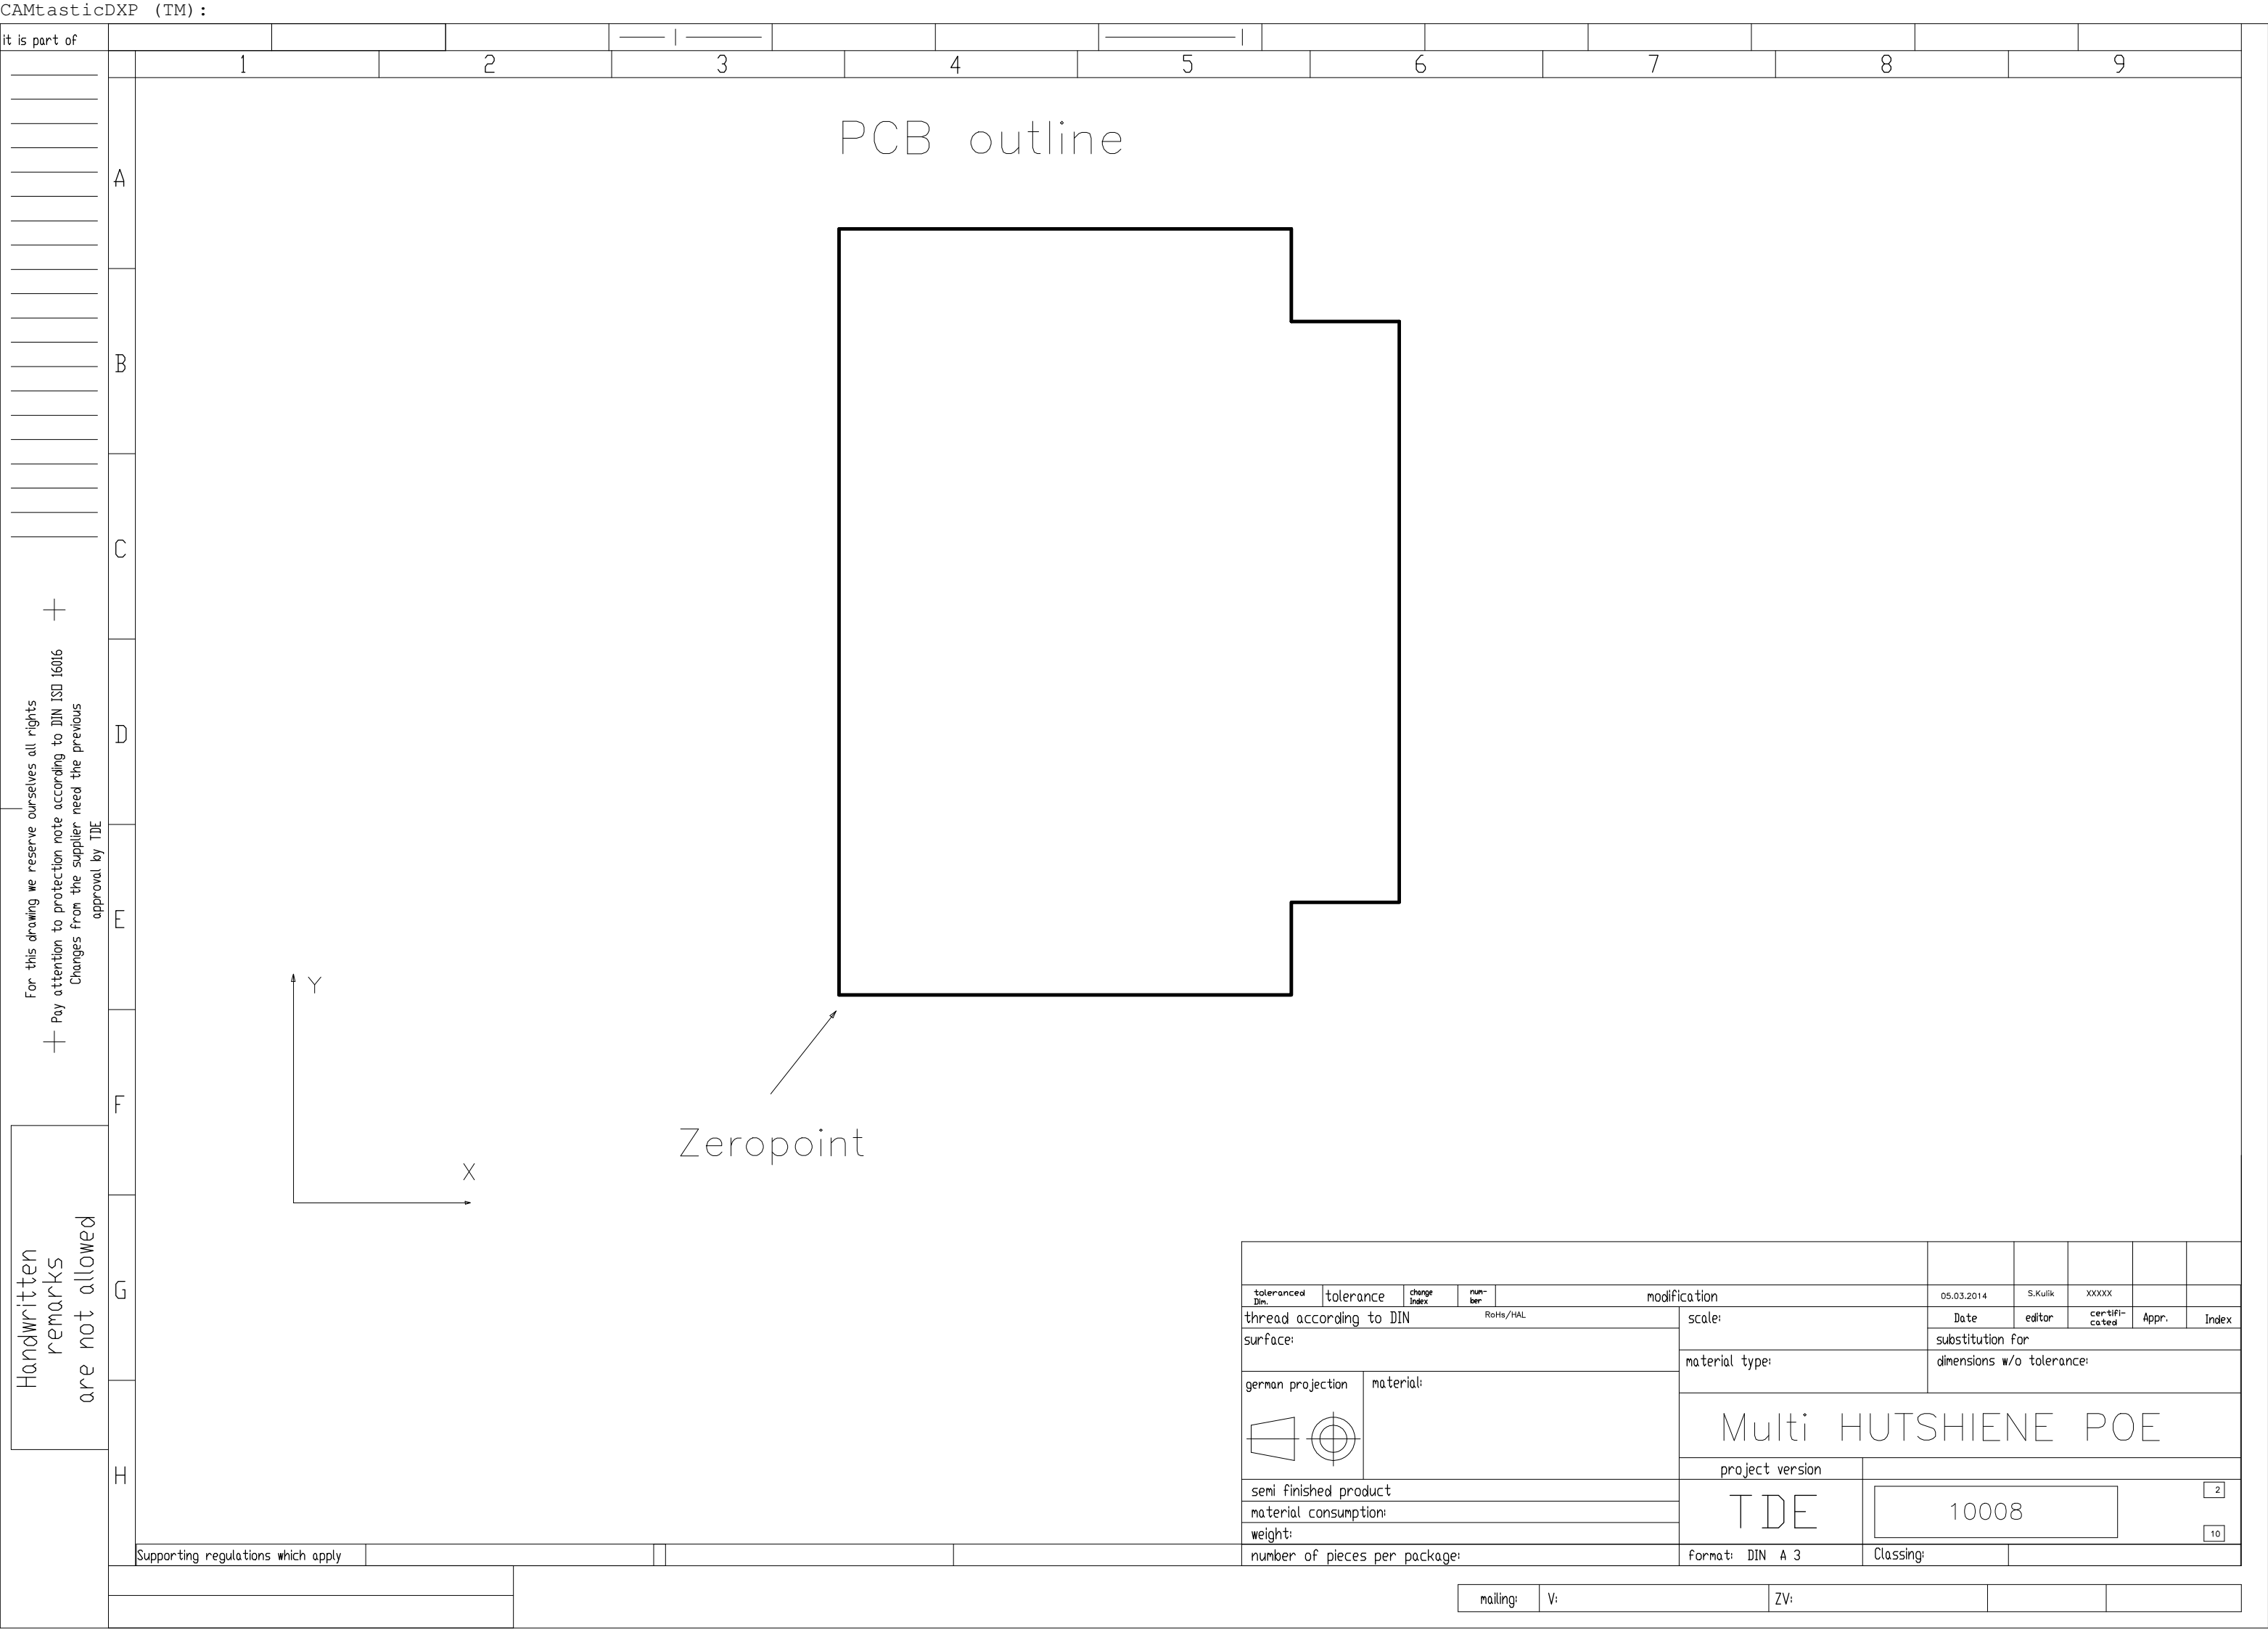 CAMtasticDXP (TM):
it is part of
1 2 3 4 5 6 7 8 9
PCB outline
A
B
C
D
E
F
G
H
For this drawing we reserve ourselves all rights
Pay attention to protection note according to DIN ISO 16016
Changes from the supplier need the previous
approval by TDE
Handwritten
remarks
are not allowed
Y
X
Zeropoint
toleranced
Dim.
tolerance
change
Index
num-
ber
modification
05.03.2014
S.Kulik
XXXXX
thread according to DIN
RoHs/HAL
scale:
Date
editor
certifi-
cated
Appr.
Index
surface:
substitution for
material type:
dimensions w/o tolerance:
german projection
material:
Multi HUTSHIENE POE
project version
semi finished product
material consumption:
weight:
number of pieces per package:
TDE
10008
2
10
format: DIN A 3
Classing:
Supporting regulations which apply
mailing:
V:
ZV: